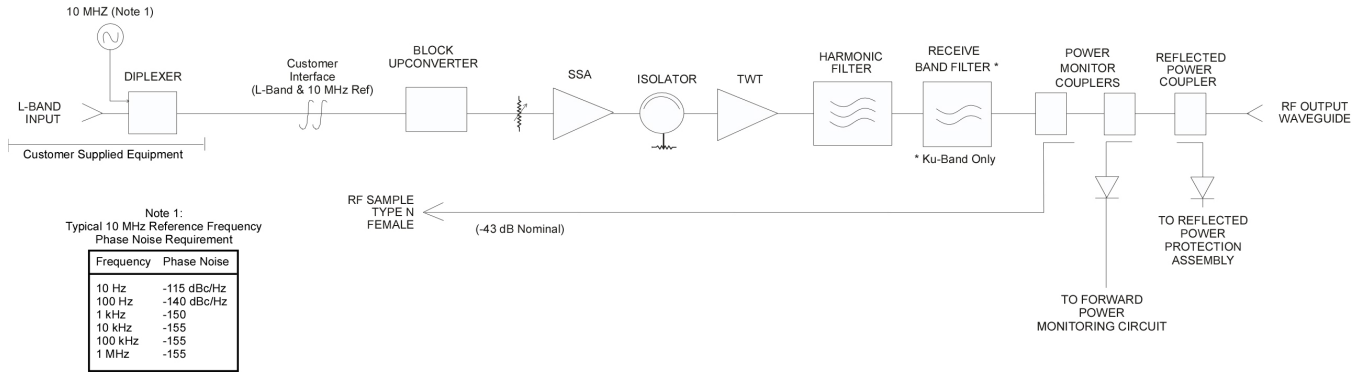 10 MHZ (Note 1)
DIPLEXER
L-BAND
INPUT
Customer Supplied Equipment
Customer
Interface
(L-Band & 10 MHz Ref)
BLOCK
UPCONVERTER
SSA
ISOLATOR
TWT
HARMONIC
FILTER
RECEIVE
BAND FILTER *
* Ku-Band Only
POWER
MONITOR
COUPLERS
REFLECTED
POWER
COUPLER
RF OUTPUT
WAVEGUIDE
RF SAMPLE
TYPE N
FEMALE
(-43 dB Nominal)
TO REFLECTED
POWER
PROTECTION
ASSEMBLY
TO FORWARD
POWER
MONITORING CIRCUIT
Note 1:
Typical 10 MHz Reference Frequency
Phase Noise Requirement
Frequency Phase Noise
10 Hz -115 dBc/Hz
100 Hz -140 dBc/Hz
1 kHz -150
10 kHz -155
100 kHz -155
1 MHz -155